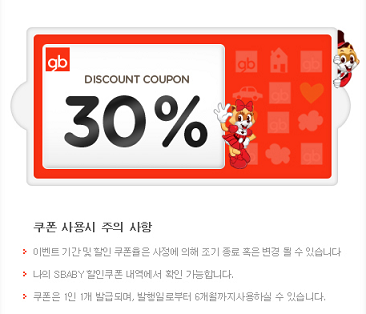 gb
DISCOUNT COUPON
30%
쿠폰 사용시 주의 사항
이벤트 기간 및 할인 쿠폰율은 사정에 의해 조기 종료 혹은 변경 될 수 있습니다
나의 SBABY 할인쿠폰 내역에서 확인 가능합니다.
쿠폰은 1인 1개 발급되며, 발행일로부터 6개월까지사용하실 수 있습니다.